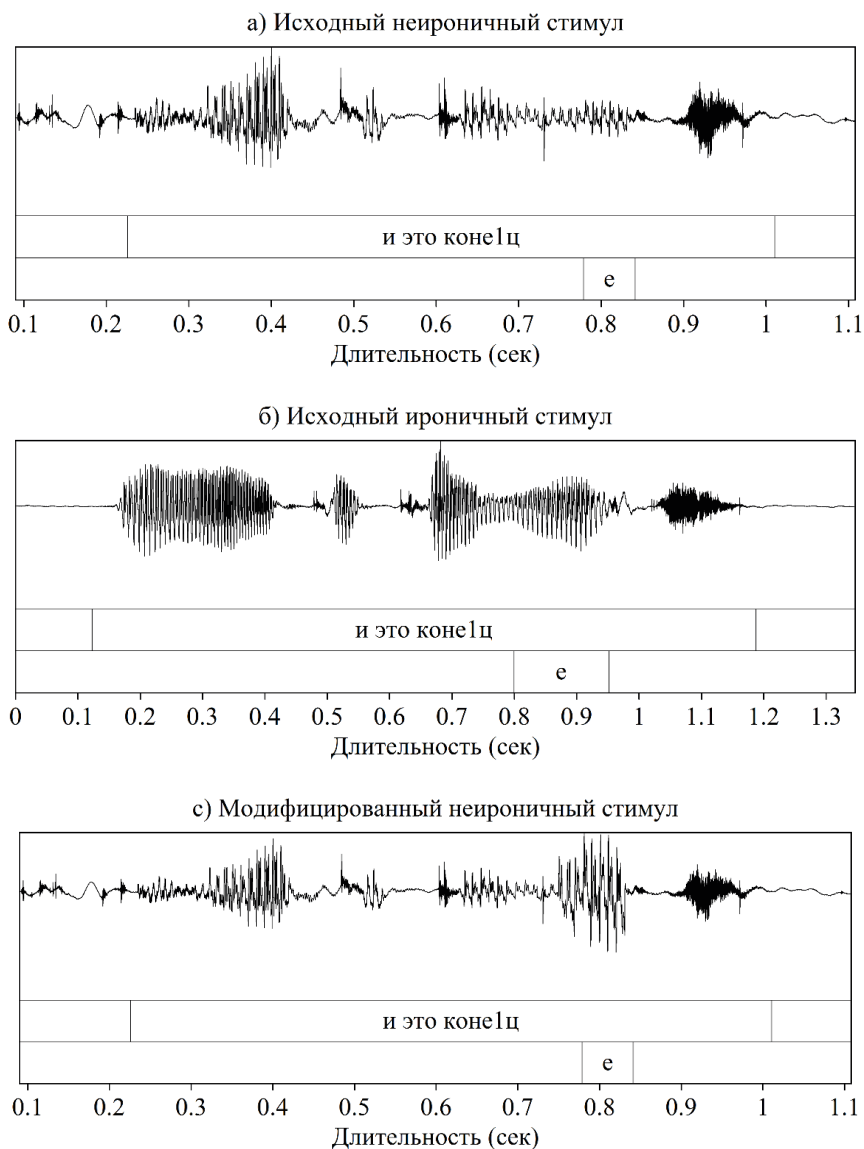 а) Исходный неироничный стимул
и это коне1ц
е
0.1 0.2 0.3 0.4 0.5 0.6 0.7 0.8 0.9 1 1.1
Длительность (сек)
б) Исходный ироничный стимул
и это коне1ц
е
0 0.1 0.2 0.3 0.4 0.5 0.6 0.7 0.8 0.9 1 1.1 1.2 1.3
Длительность (сек)
с) Модифицированный неироничный стимул
и это коне1ц
е
0.1 0.2 0.3 0.4 0.5 0.6 0.7 0.8 0.9 1 1.1
Длительность (сек)